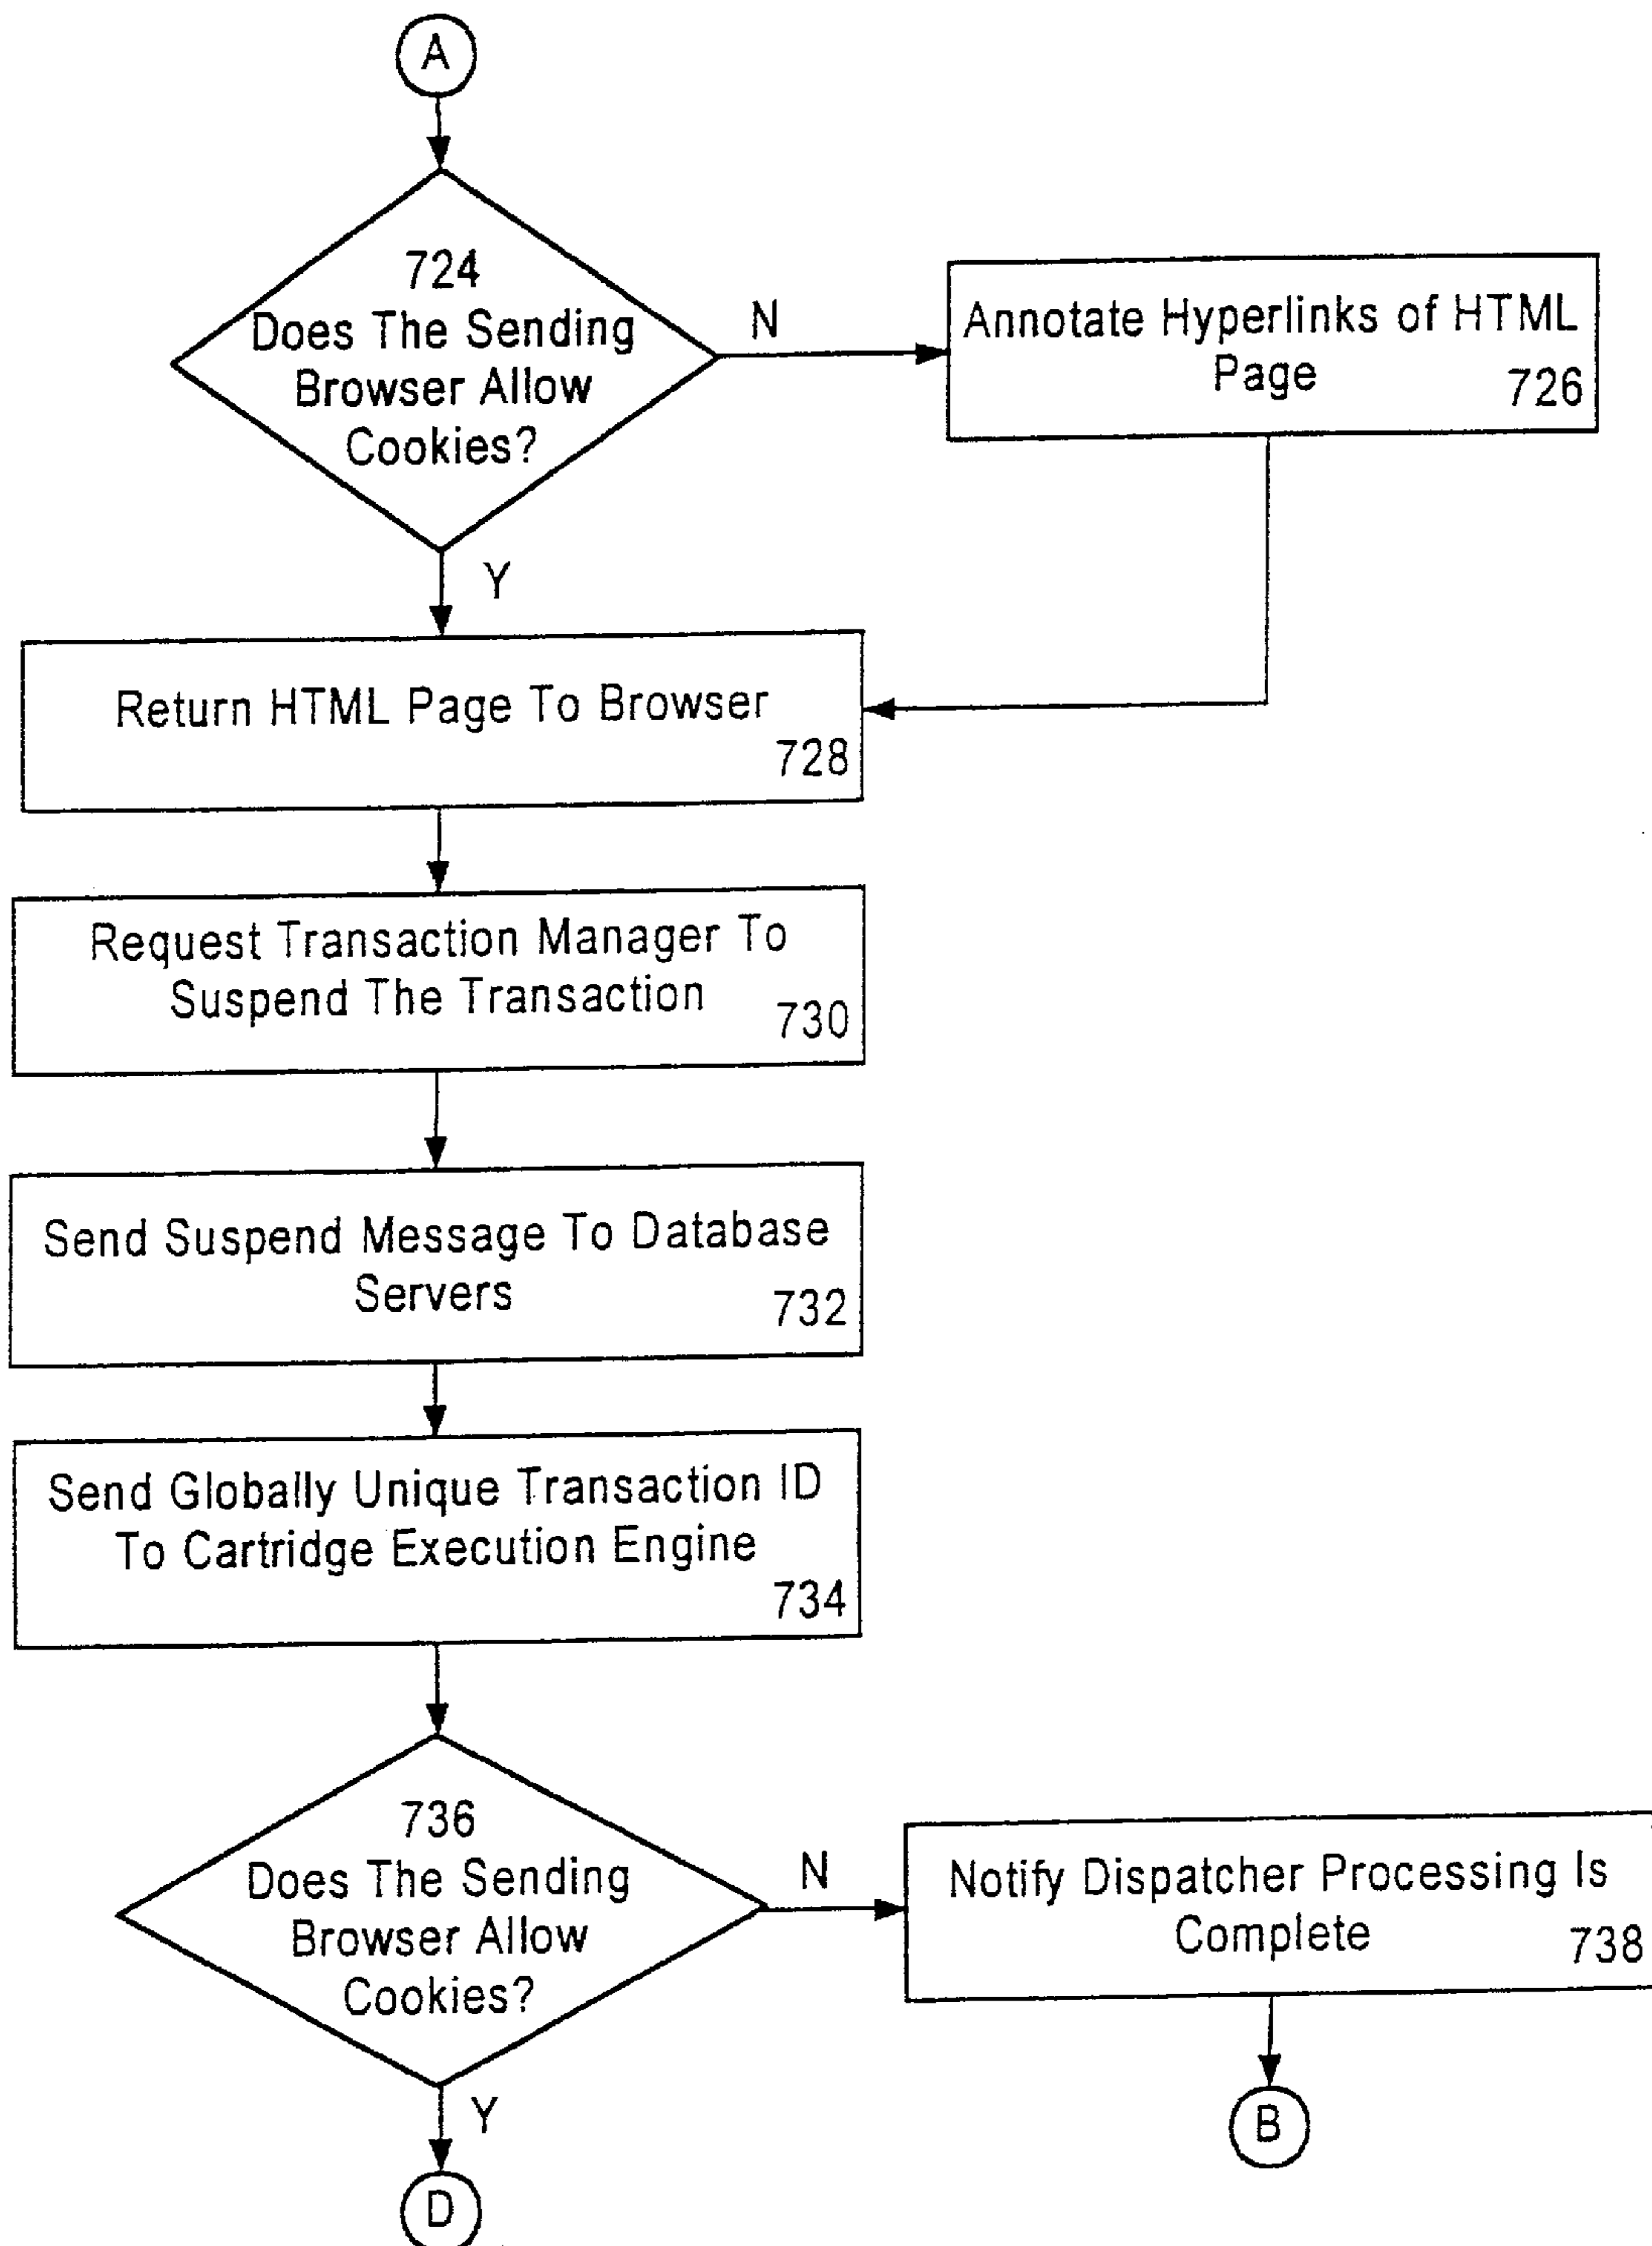 A
724
Does The Sending
Browser Allow
Cookies?
N
Annotate Hyperlinks of HTML
Page
726
Y
Return HTML Page To Browser
728
Request Transaction Manager To
Suspend The Transaction
730
Send Suspend Message To Database
Servers
732
Send Globally Unique Transaction ID
To Cartridge Execution Engine
734
736
Does The Sending
Browser Allow
Cookies?
N
Notify Dispatcher Processing Is
Complete
738
Y
B
D